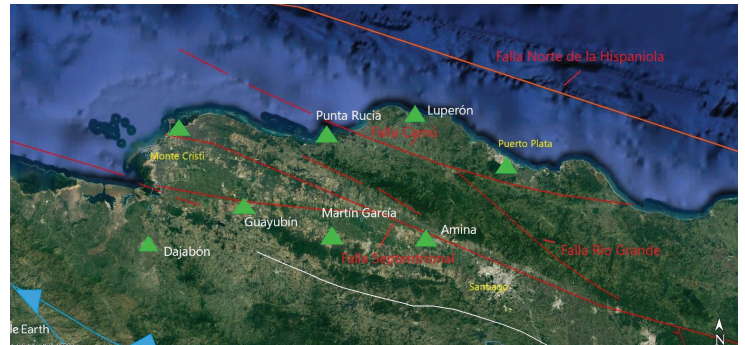 Falla Norte de la Hispaniola
Luperón
Punta Rucia
Falla Camú
Puerto Plata
Monte Cristi
Martín García
Guayubín
Amina
Dajabón
Falla Septentrional
Falla Río Grande
Santiago
le Earth
N